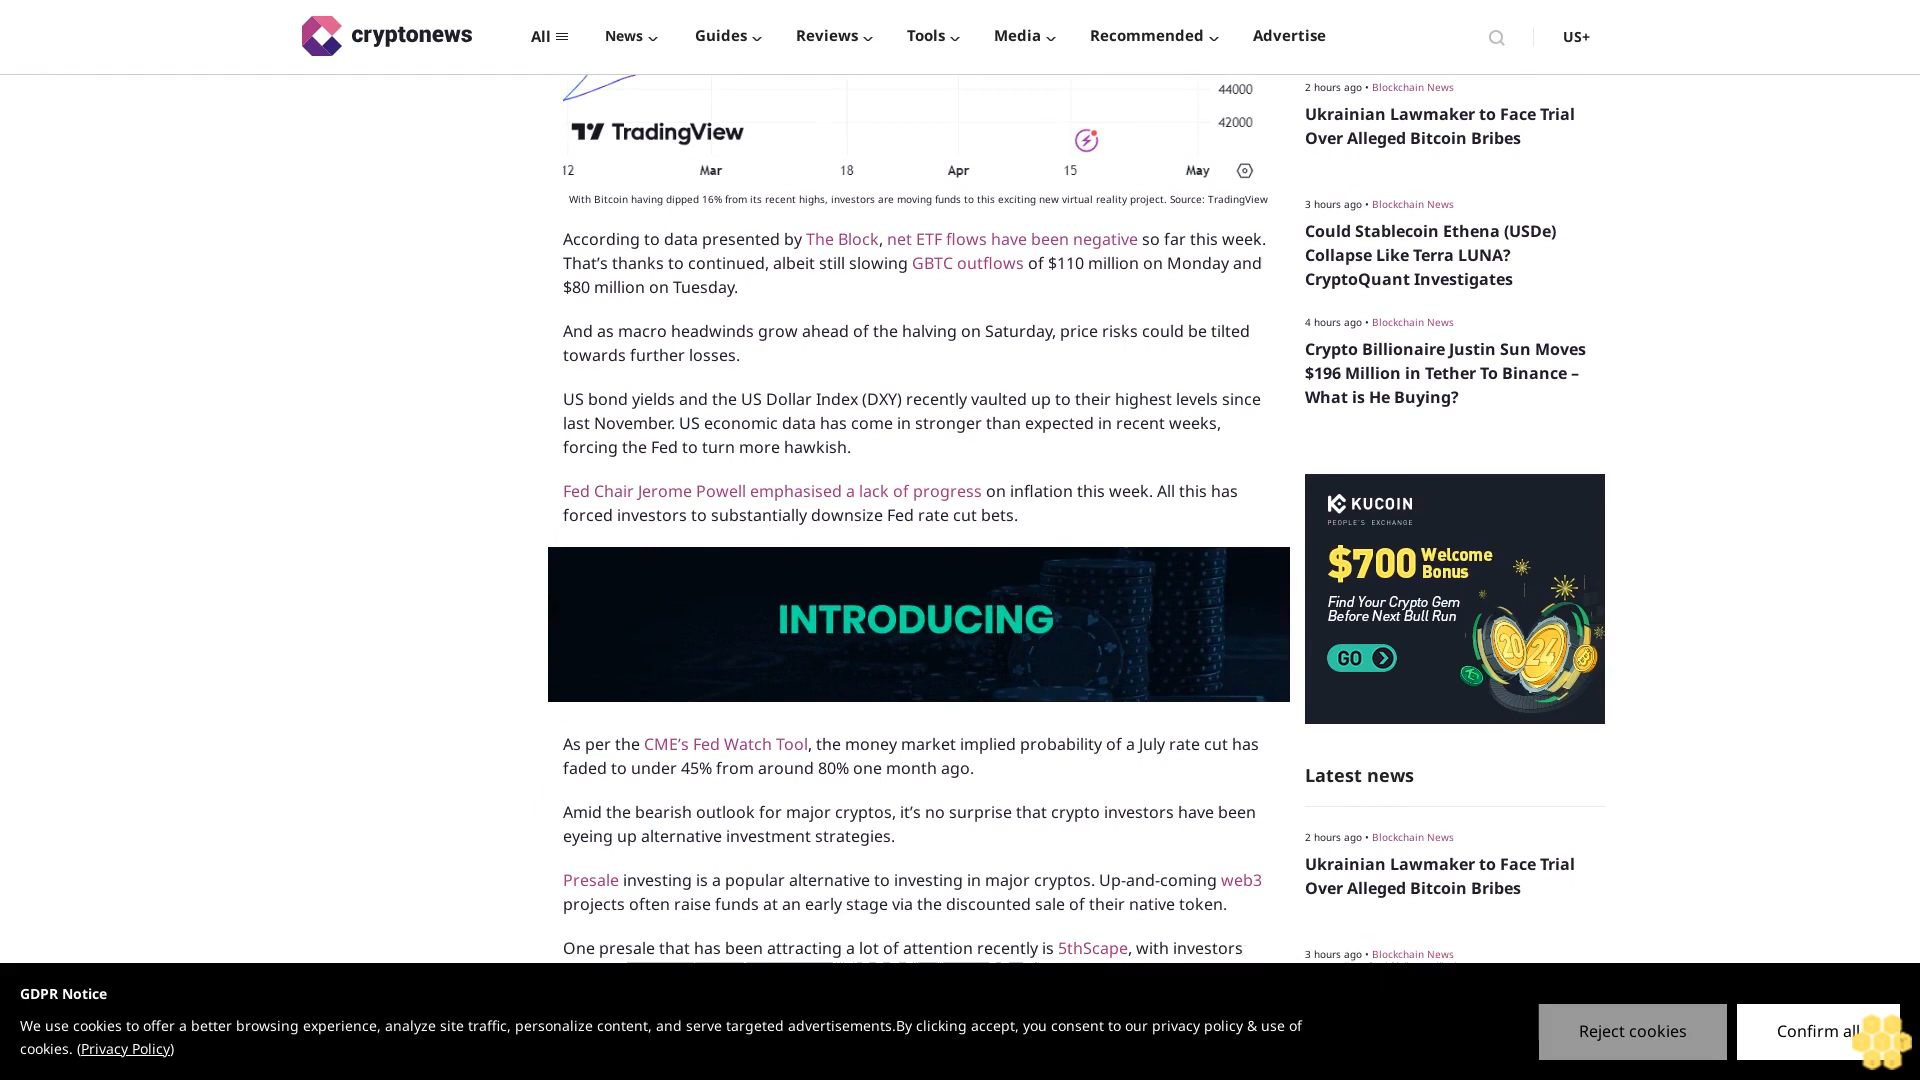 cryptonews
All
News
Guides
Reviews
Tools
Media
Recommended
Advertise
US+
44000
42000
TradingView
12 Mar 18 Apr 15 May
With Bitcoin having dipped 16% from its recent highs, investors are moving funds to this exciting new virtual reality project. Source: TradingView
According to data presented by The Block, net ETF flows have been negative so far this week.
That’s thanks to continued, albeit still slowing GBTC outflows of $110 million on Monday and
$80 million on Tuesday.
And as macro headwinds grow ahead of the halving on Saturday, price risks could be tilted
towards further losses.
US bond yields and the US Dollar Index (DXY) recently vaulted up to their highest levels since
last November. US economic data has come in stronger than expected in recent weeks,
forcing the Fed to turn more hawkish.
Fed Chair Jerome Powell emphasised a lack of progress on inflation this week. All this has
forced investors to substantially downsize Fed rate cut bets.
INTRODUCING
As per the CME’s Fed Watch Tool, the money market implied probability of a July rate cut has
faded to under 45% from around 80% one month ago.
Amid the bearish outlook for major cryptos, it’s no surprise that crypto investors have been
eyeing up alternative investment strategies.
Presale investing is a popular alternative to investing in major cryptos. Up-and-coming web3
projects often raise funds at an early stage via the discounted sale of their native token.
One presale that has been attracting a lot of attention recently is 5thScape, with investors
2 hours ago • Blockchain News
Ukrainian Lawmaker to Face Trial
Over Alleged Bitcoin Bribes
3 hours ago • Blockchain News
Could Stablecoin Ethena (USDe)
Collapse Like Terra LUNA?
CryptoQuant Investigates
4 hours ago • Blockchain News
Crypto Billionaire Justin Sun Moves
$196 Million in Tether To Binance –
What is He Buying?
KUCOIN
PEOPLE'S EXCHANGE
$700 Welcome
Bonus
Find Your Crypto Gem
Before Next Bull Run
GO
2024
Latest news
2 hours ago • Blockchain News
Ukrainian Lawmaker to Face Trial
Over Alleged Bitcoin Bribes
3 hours ago • Blockchain News
GDPR Notice
We use cookies to offer a better browsing experience, analyze site traffic, personalize content, and serve targeted advertisements.By clicking accept, you consent to our privacy policy & use of
cookies. (Privacy Policy)
Reject cookies
Confirm all